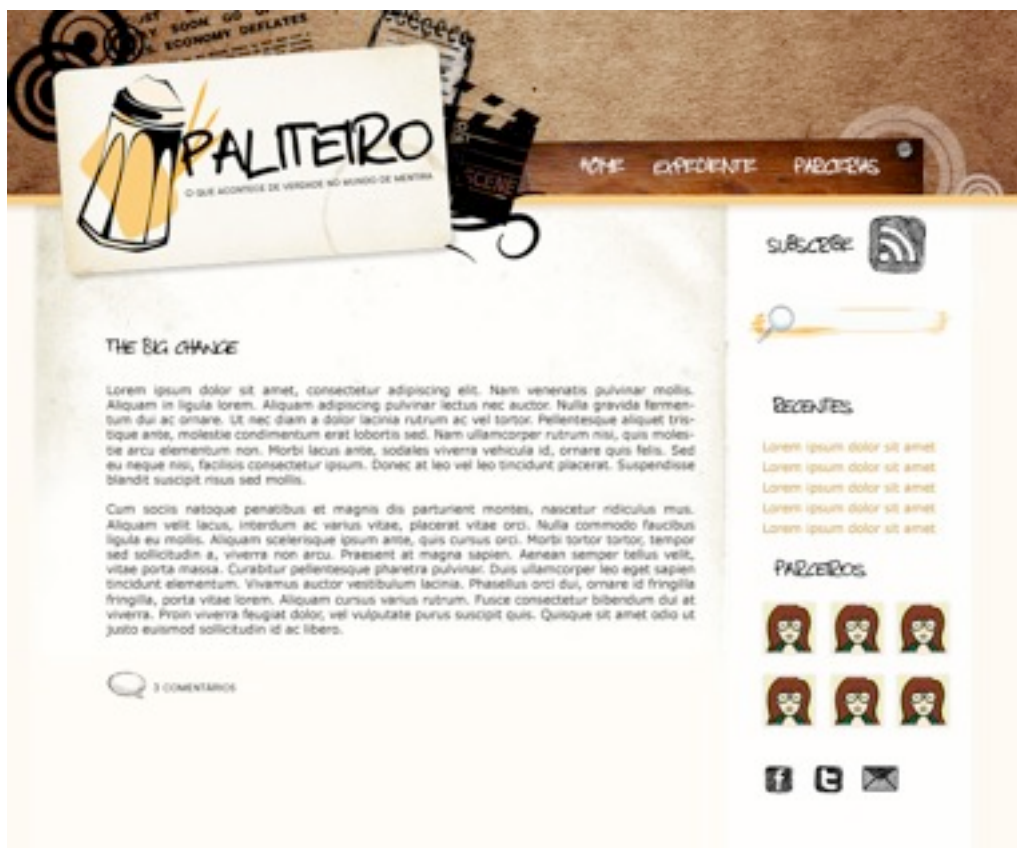 SOON GO
ECONOMY DEFLATES
PALITEIRO
O QUE ACONTECE DE VERDADE NO MUNDO DE MENTIRA
SCENE
HOME EXPEDIENTE PARCERIAS
SUBSCRIBE
THE BIG CHANGE
Lorem ipsum dolor sit amet, consectetur adipiscing elit. Nam venenatis pulvinar mollis.
Aliquam in ligula lorem. Aliquam adipiscing pulvinar lectus nec auctor. Nulla gravida fermen-
tum dui ac ornare. Ut nec diam a dolor lacinia rutrum ac vel tortor. Pellentesque aliquet tris-
tique ante, molestie condimentum erat lobortis sed. Nam ullamcorper rutrum nisi, quis moles-
tie arcu elementum non. Morbi lacus ante, sodales viverra vehicula id, ornare quis felis. Sed
eu neque nisi, facilisis consectetur ipsum. Donec at leo vel leo tincidunt placerat. Suspendisse
blandit suscipit risus sed mollis.
Cum sociis natoque penatibus et magnis dis parturient montes, nascetur ridiculus mus.
Aliquam velit lacus, interdum ac varius vitae, placerat vitae orci. Nulla commodo faucibus
ligula eu mollis. Aliquam scelerisque ipsum ante, quis cursus orci. Morbi tortor tortor, tempor
sed sollicitudin a, viverra non arcu. Praesent at magna sapien. Aenean semper tellus velit,
vitae porta massa. Curabitur pellentesque pharetra pulvinar. Duis ullamcorper leo eget sapien
tincidunt elementum. Vivamus auctor vestibulum lacinia. Phasellus orci dui, ornare id fringilla
fringilla, porta vitae lorem. Aliquam cursus varius rutrum. Fusce consectetur bibendum dui at
viverra. Proin viverra feugiat dolor, vel vulputate purus suscipit quis. Quisque sit amet odio ut
justo euismod sollicitudin id ac libero.
3 COMENTÁRIOS
RECENTES
Lorem ipsum dolor sit amet
Lorem ipsum dolor sit amet
Lorem ipsum dolor sit amet
Lorem ipsum dolor sit amet
Lorem ipsum dolor sit amet
PARCEIROS